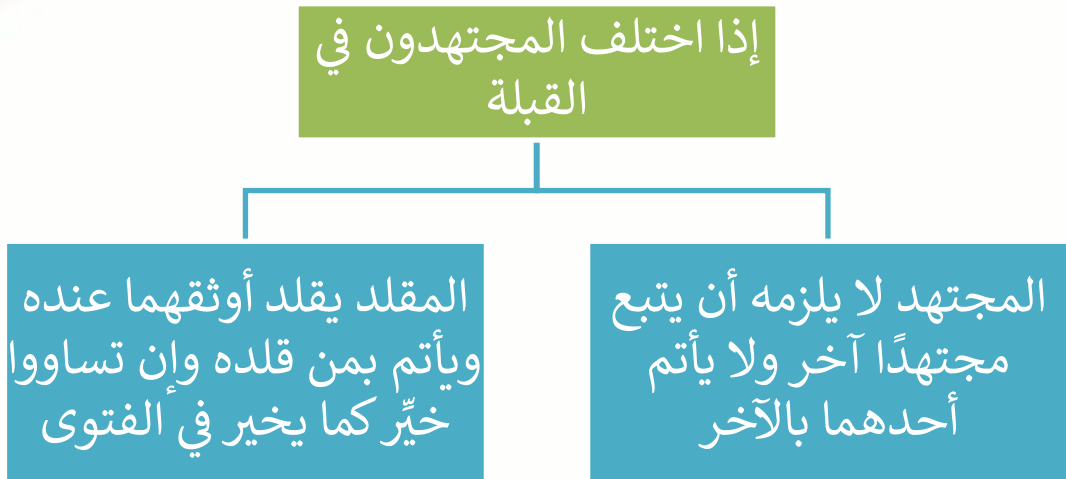 إذا اختلف المجتهدون في
القبلة
المجتهد لا يلزمه أن يتبع
مجتهدًا آخر ولا يأتم
أحدهما بالآخر
المقلد يقلد أوثقهما عنده
ويأتم بمن قلده وإن تساووا
خيِّر كما يخير في الفتوى